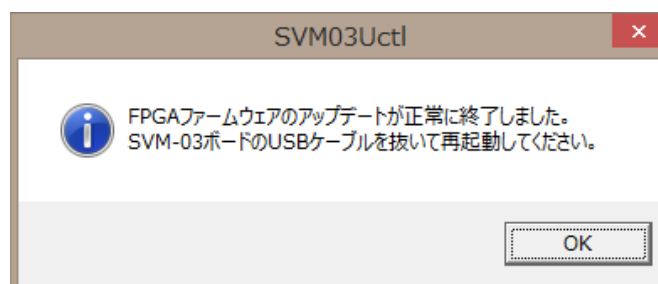 SVM03Uctl
FPGAファームウェアのアップデートが正常に終了しました。
SVM-03ボードのUSBケーブルを抜いて再起動してください。
OK